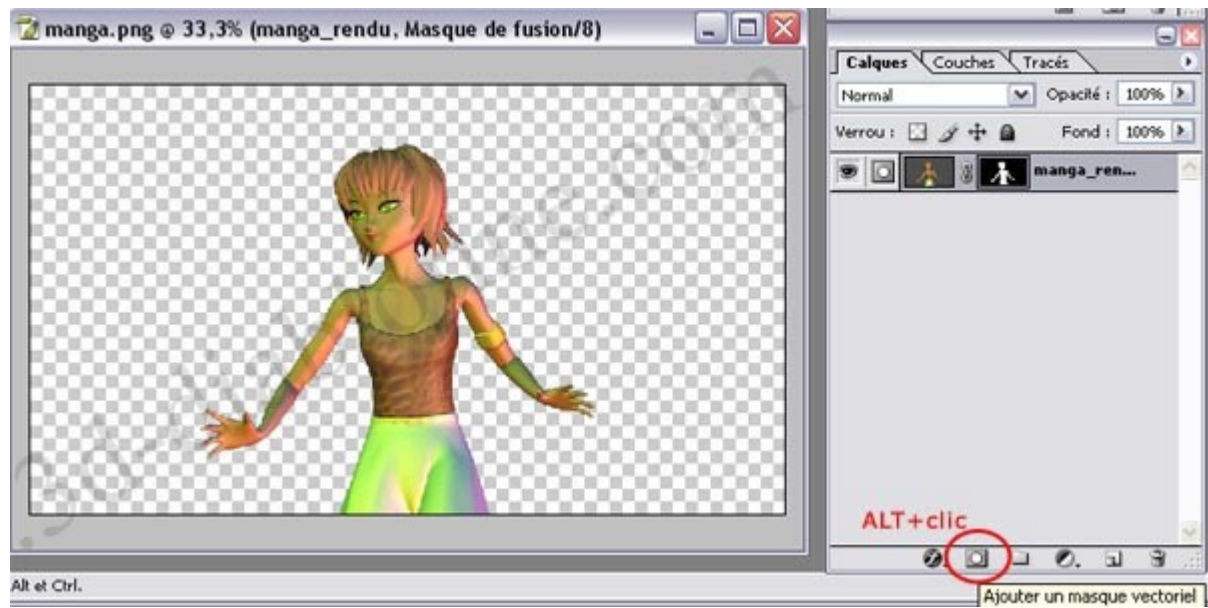 manga.png @ 33,3% (manga_rendu, Masque de fusion/8)
Calques Couches Tracés
Normal Opacité : 100%
Verrou : Fond : 100%
manga_ren...
ALT+clic
Alt et Ctrl.
Ajouter un masque vectoriel